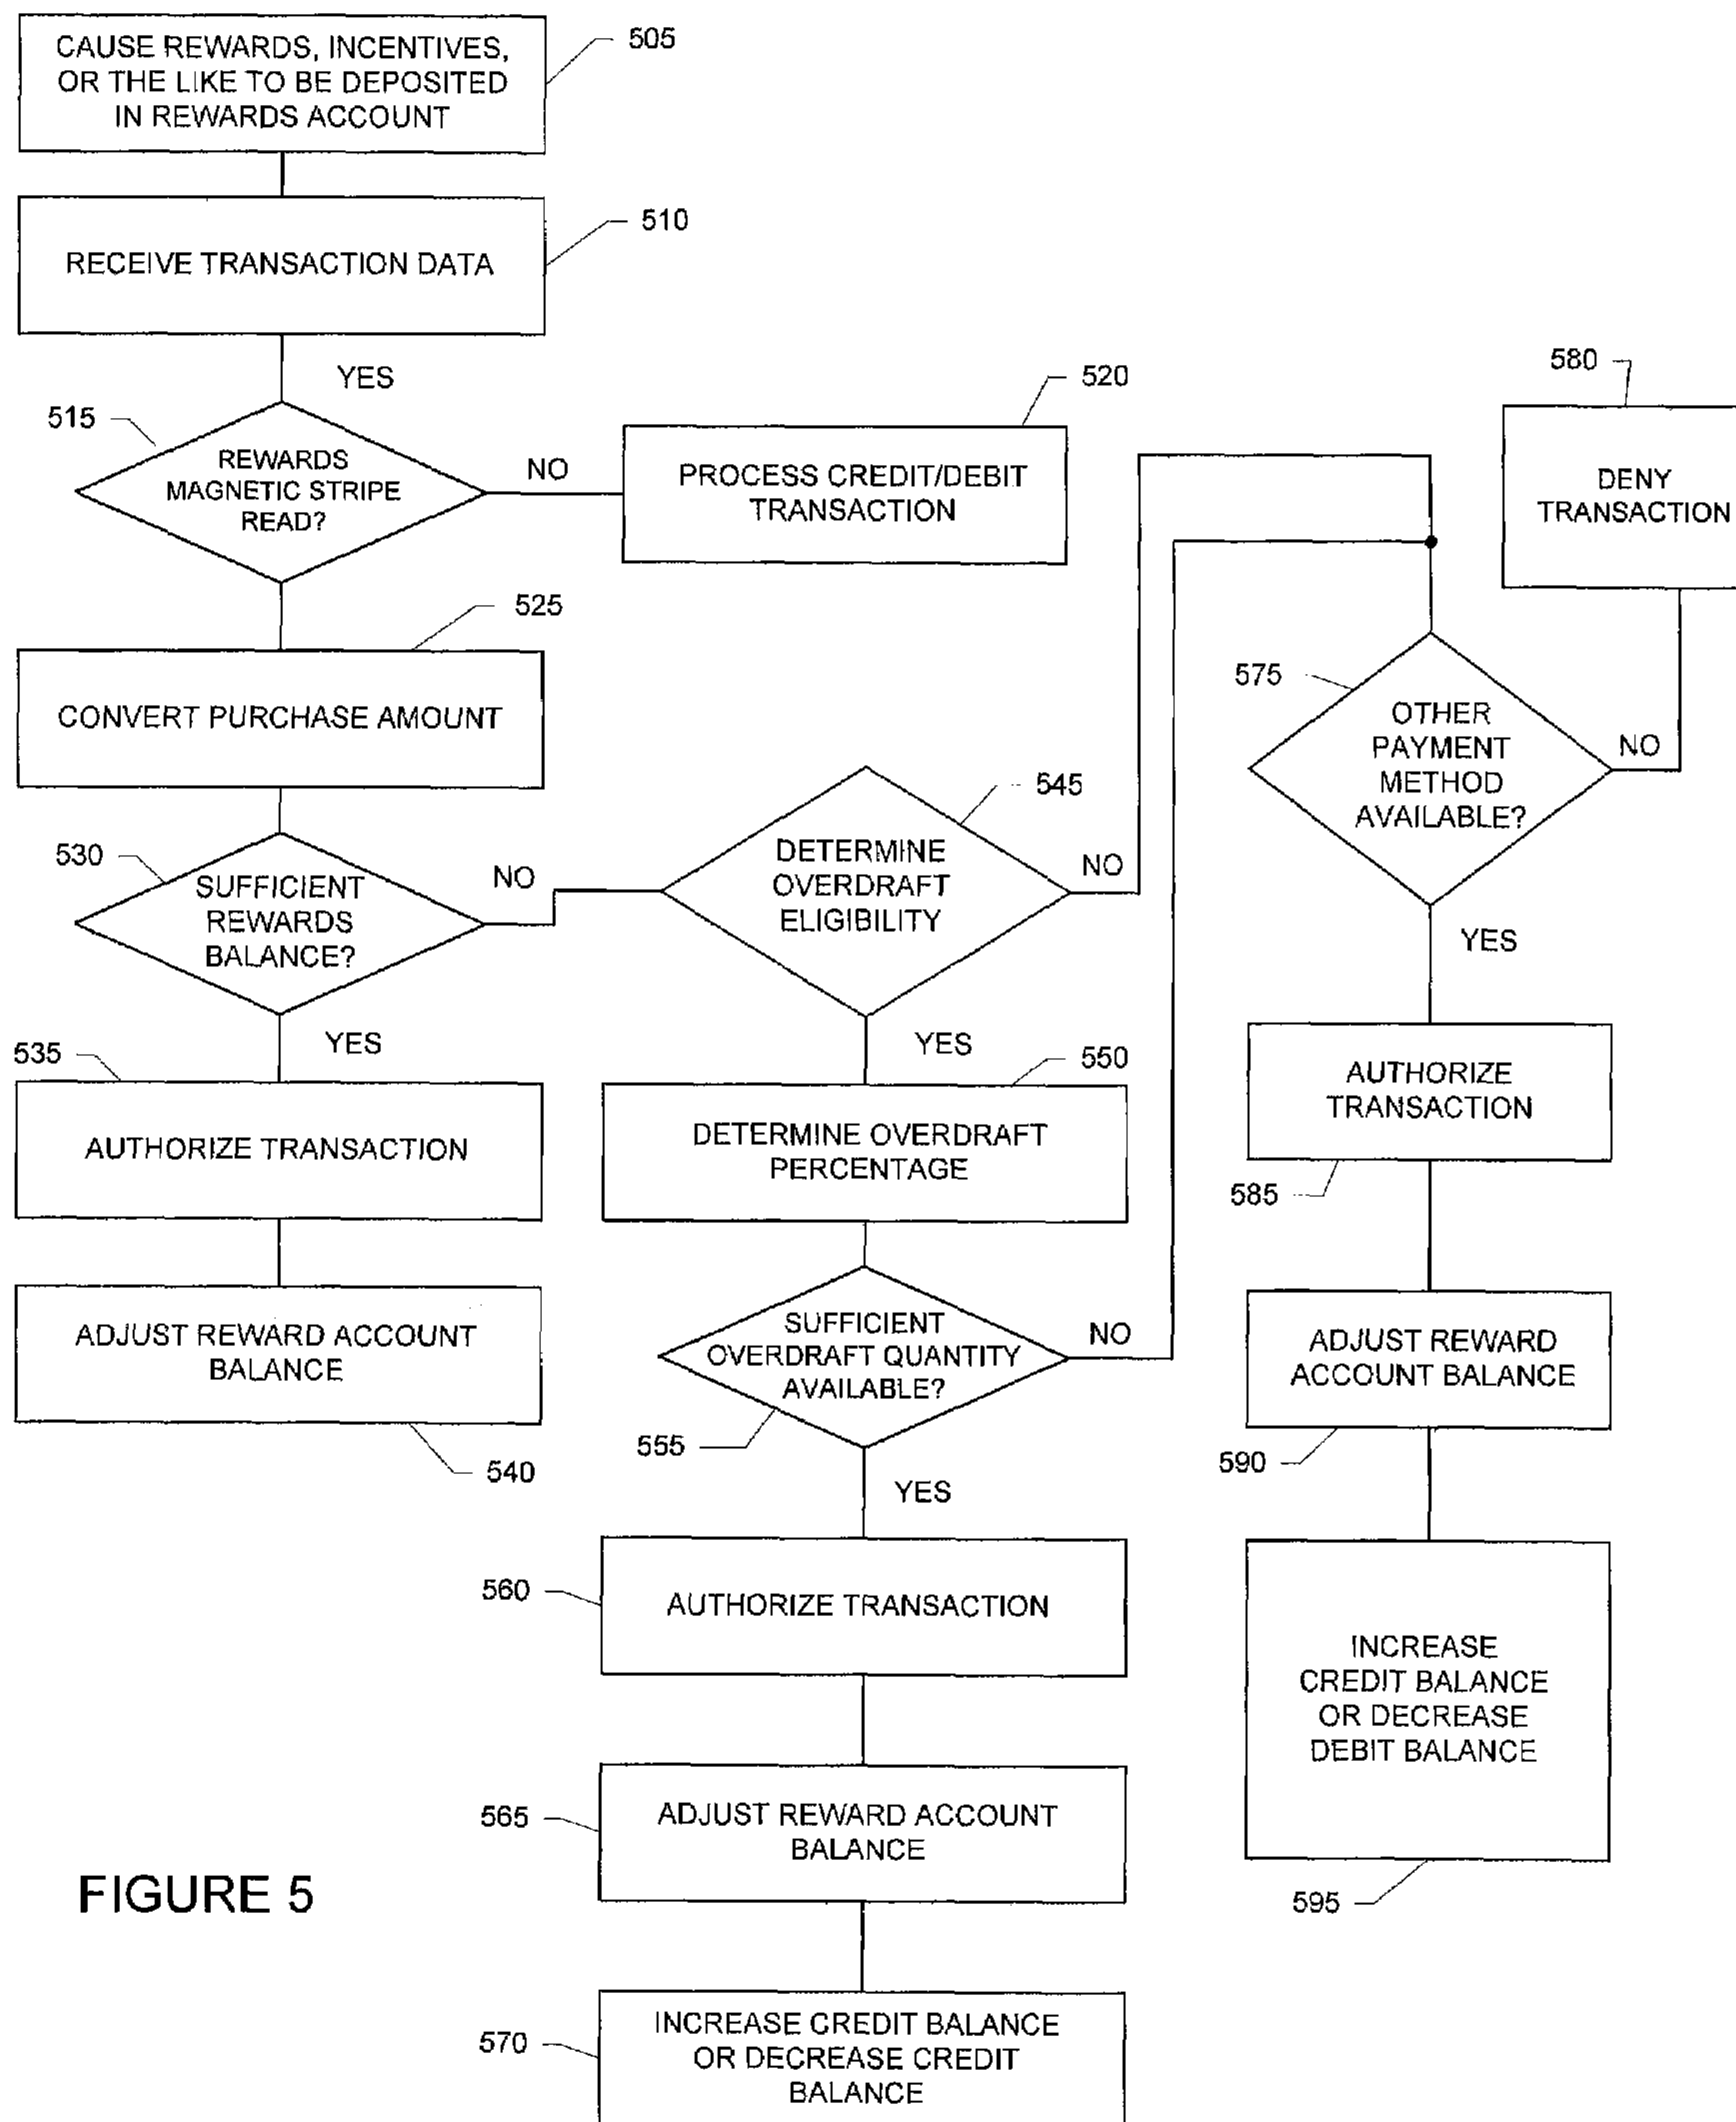 CAUSE REWARDS, INCENTIVES,
OR THE LIKE TO BE DEPOSITED
IN REWARDS ACCOUNT
505
RECEIVE TRANSACTION DATA
510
YES
515
REWARDS
MAGNETIC STRIPE
READ?
NO
520
PROCESS CREDIT/DEBIT
TRANSACTION
525
CONVERT PURCHASE AMOUNT
530
SUFFICIENT
REWARDS
BALANCE?
NO
YES
535
AUTHORIZE TRANSACTION
ADJUST REWARD ACCOUNT
BALANCE
540
545
DETERMINE
OVERDRAFT
ELIGIBILITY
NO
YES
550
DETERMINE OVERDRAFT
PERCENTAGE
SUFFICIENT
OVERDRAFT QUANTITY
AVAILABLE?
NO
555
YES
560
AUTHORIZE TRANSACTION
565
ADJUST REWARD ACCOUNT
BALANCE
570
INCREASE CREDIT BALANCE
OR DECREASE CREDIT
BALANCE
580
DENY
TRANSACTION
575
OTHER
PAYMENT
METHOD
AVAILABLE?
NO
YES
AUTHORIZE
TRANSACTION
585
ADJUST REWARD
ACCOUNT BALANCE
590
INCREASE
CREDIT BALANCE
OR DECREASE
DEBIT BALANCE
595
FIGURE 5